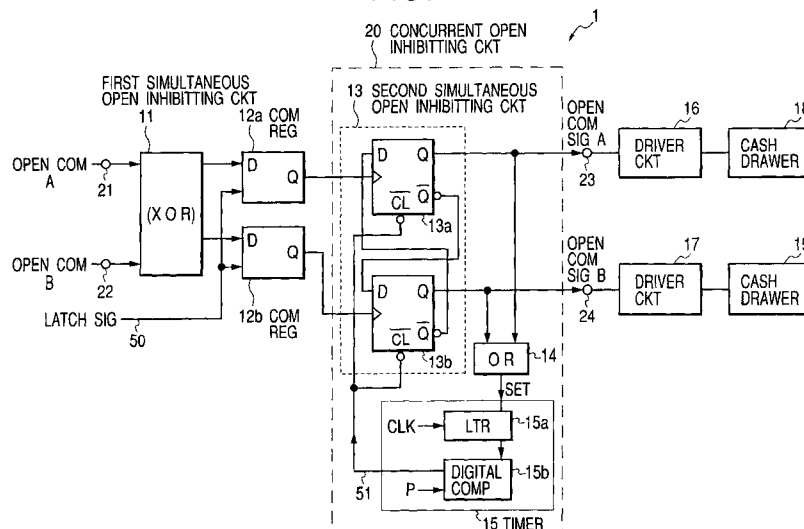 1
20 CONCURRENT OPEN
INHIBITTING CKT
FIRST SIMULTANEOUS
OPEN INHIBITTING CKT
11
12a COM
REG
13 SECOND SIMULTANEOUS
OPEN INHIBITTING CKT
OPEN
COM
SIG A
16
18
OPEN COM
A
21
(XOR)
D
Q
D
Q
CL
Q
13a
23
DRIVER
CKT
CASH
DRAWER
OPEN COM
B
22
D
Q
12b COM
REG
LATCH SIG
50
D
Q
CL
Q
13b
OPEN
COM
SIG B
24
17
DRIVER
CKT
CASH
DRAWER
OR
14
SET
CLK
LTR
15a
51
P
DIGITAL
COMP
15b
15 TIMER